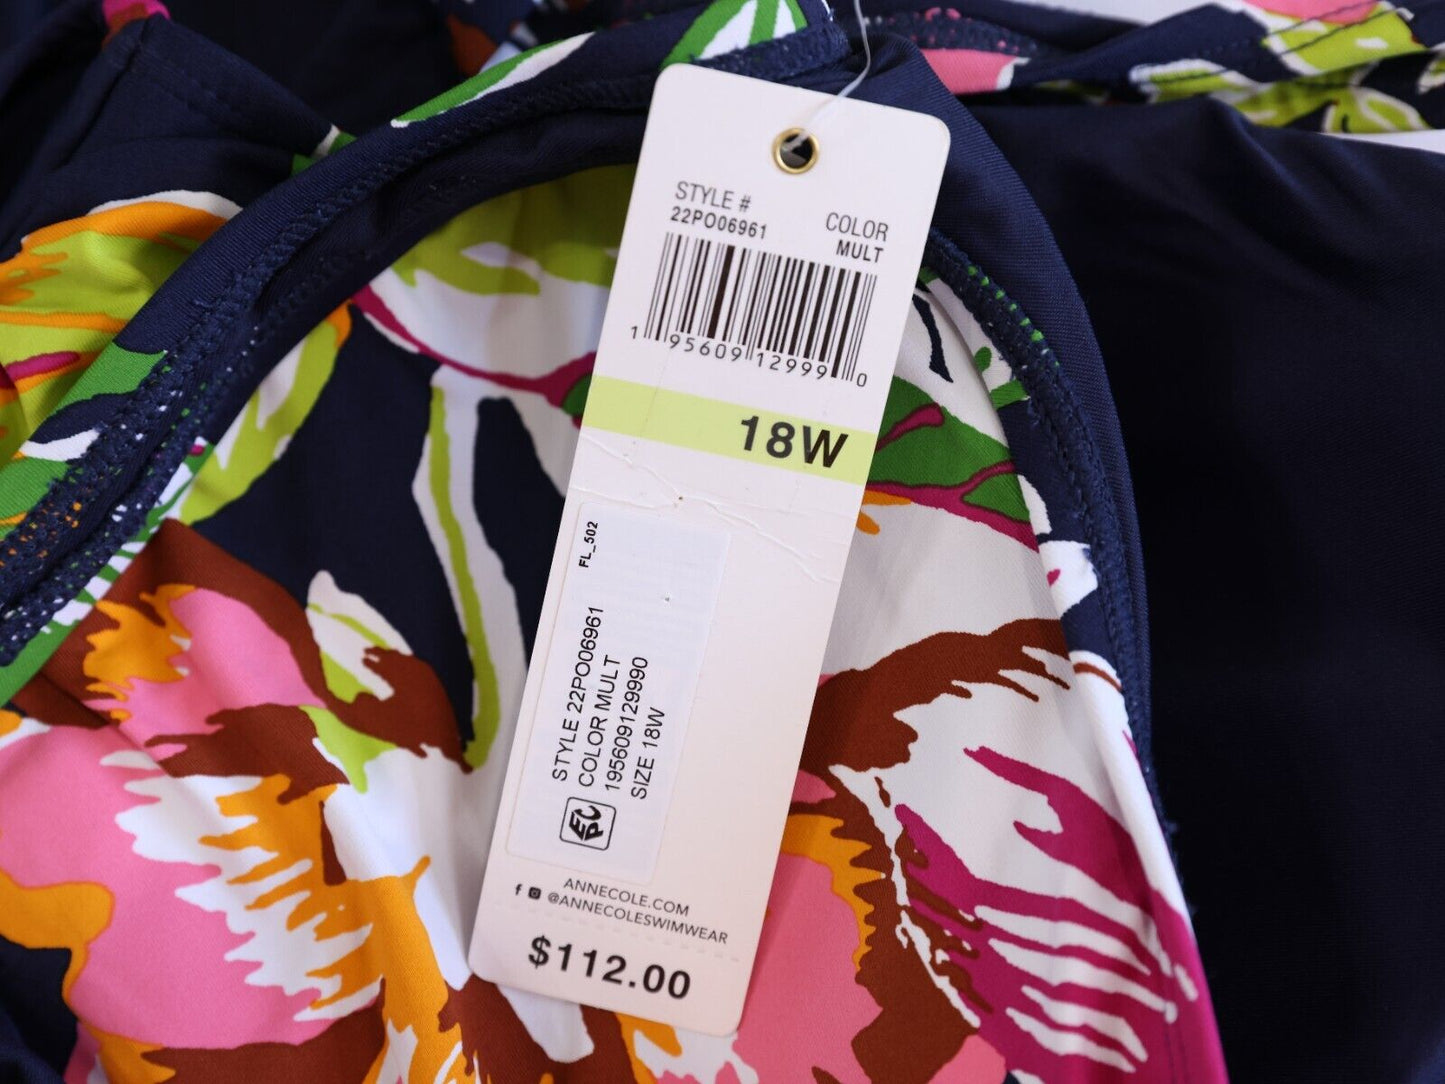 STYLE #
22PO06961
COLOR
MULT
1 95609 12999 0
18W
FL_502
STYLE 22PO06961
COLOR MULT
195609129990
SIZE 18W
ANNECOLE.COM
@ANNECOLESWIMWEAR
$112.00